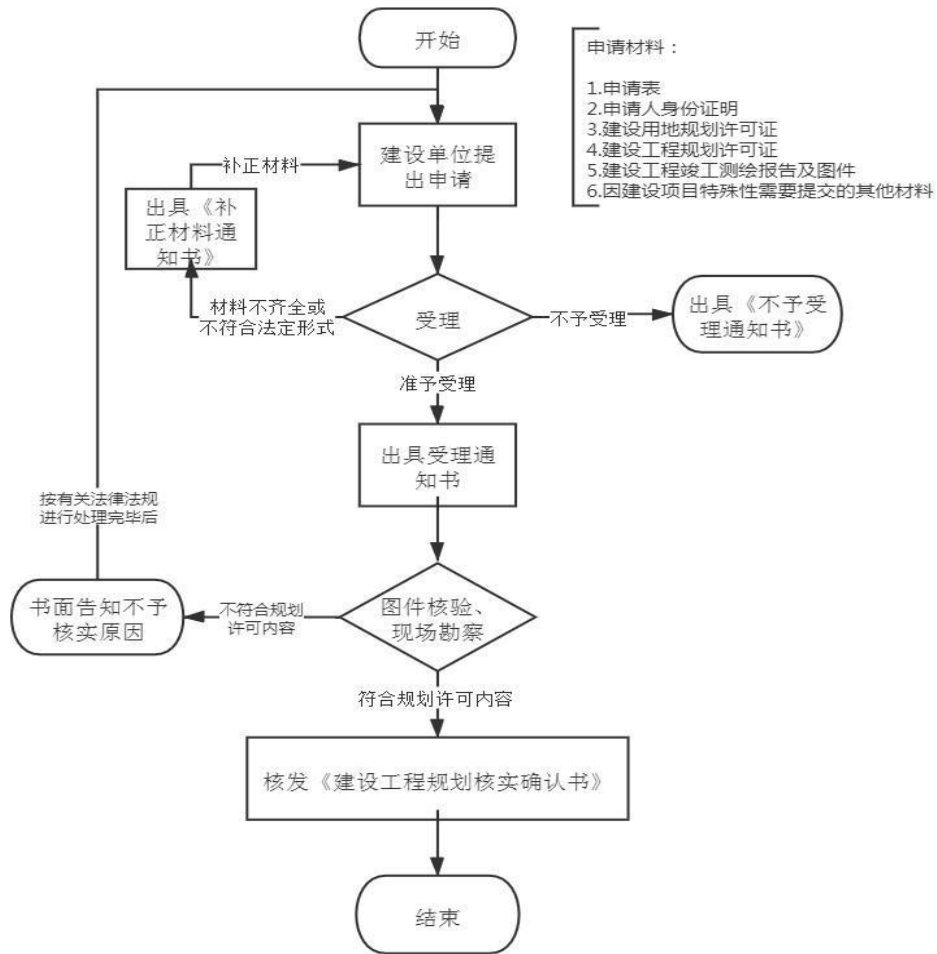 开始
申请材料：
1.申请表
2.申请人身份证明
3.建设用地规划许可证
4.建设工程规划许可证
5.建设工程竣工测绘报告及图件
6.因建设项目特殊性需要提交的其他材料
建设单位提
出申请
补正材料
出具《补
正材料通
知书》
材料不齐全或
不符合法定形式
受理
不予受理
出具《不予受
理通知书》
准予受理
出具受理通
知书
按有关法律法规
进行处理完毕后
书面告知不予
核实原因
不符合规划
许可内容
图件核验、
现场勘察
符合规划许可内容
核发《建设工程规划核实确认书》
结束